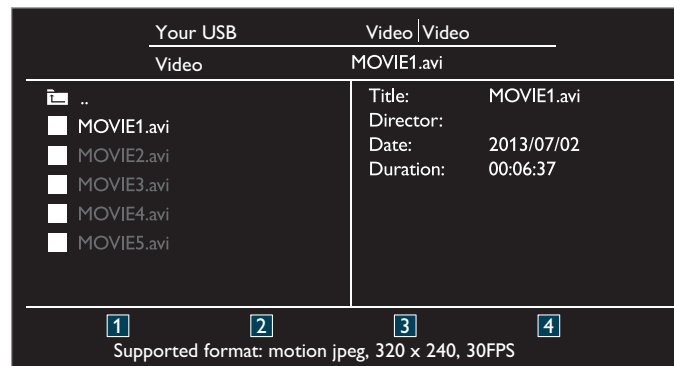 Your USB
Video Video
Video
MOVIE1.avi
..
MOVIE1.avi
MOVIE2.avi
MOVIE3.avi
MOVIE4.avi
MOVIE5.avi
Title: MOVIE1.avi
Director:
Date: 2013/07/02
Duration: 00:06:37
1 2 3 4
Supported format: motion jpeg, 320 x 240, 30FPS